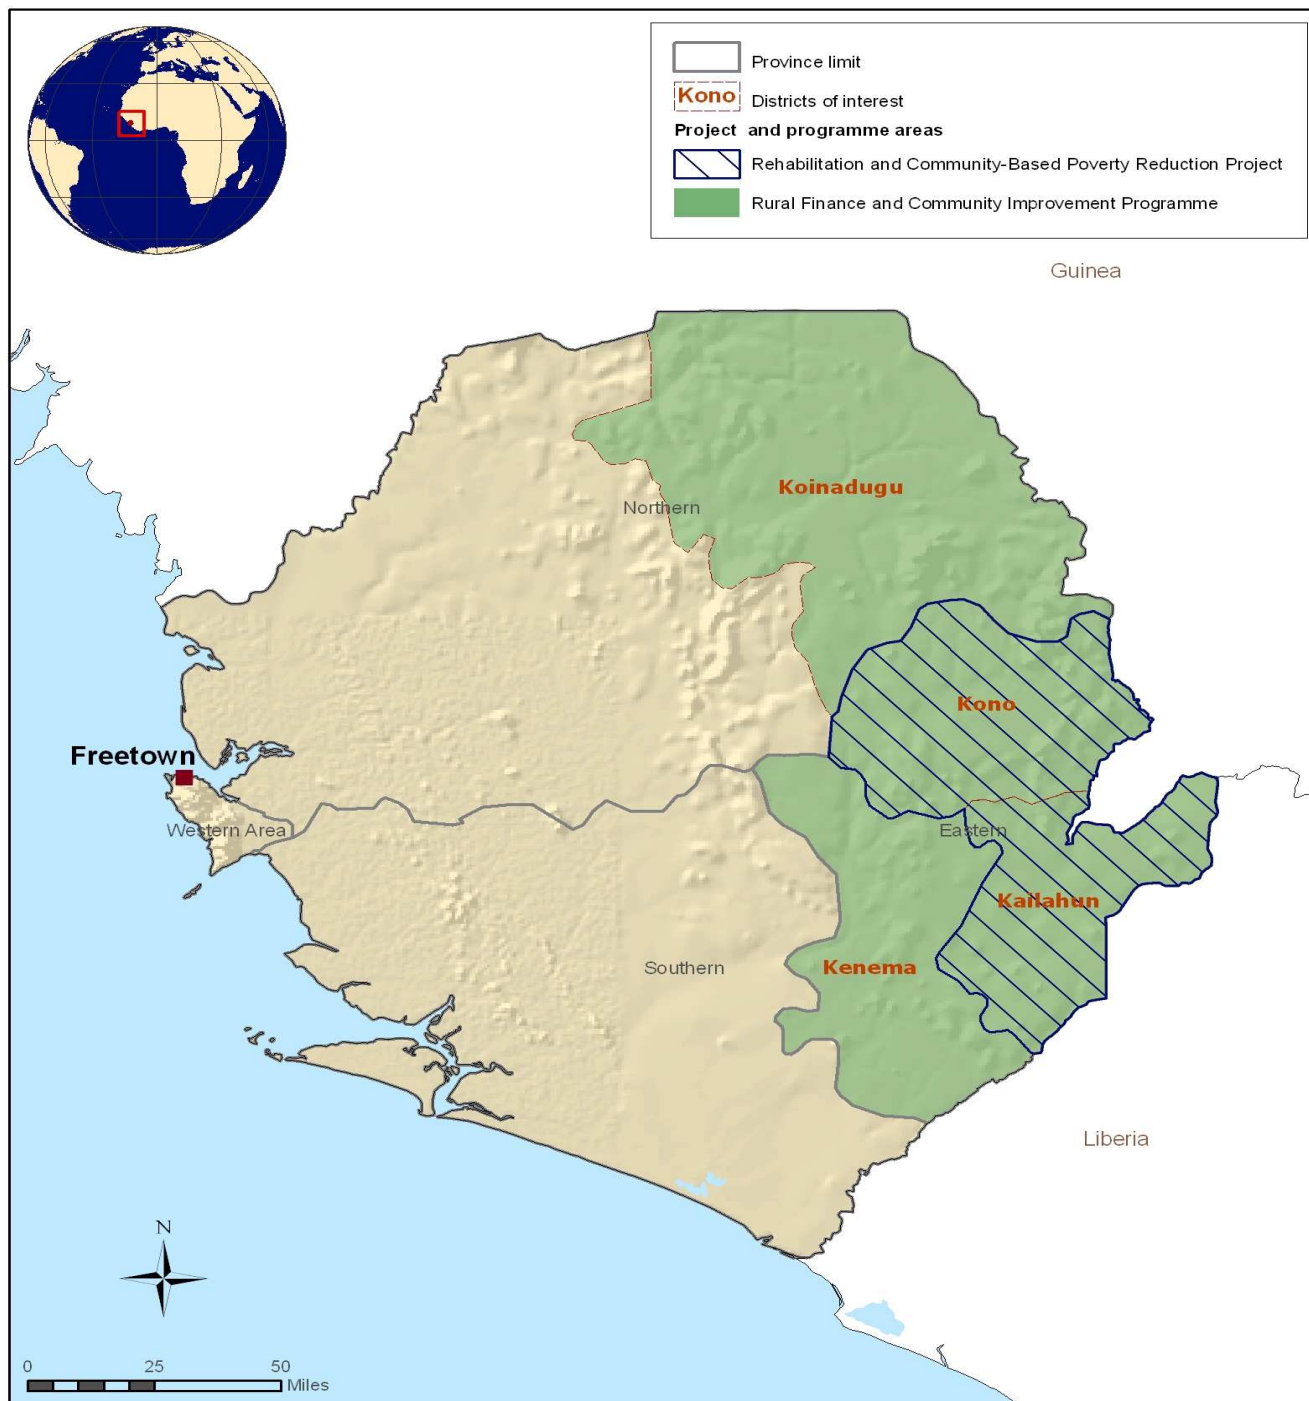 Province limit
Kono
Districts of interest
Project and programme areas
Rehabilitation and Community-Based Poverty Reduction Project
Rural Finance and Community Improvement Programme
Guinea
Koinadugu
Northern
Kono
Freetown
Western Area
Eastern
Kailahun
Southern
Kenema
Liberia
N
0 25 50
Miles